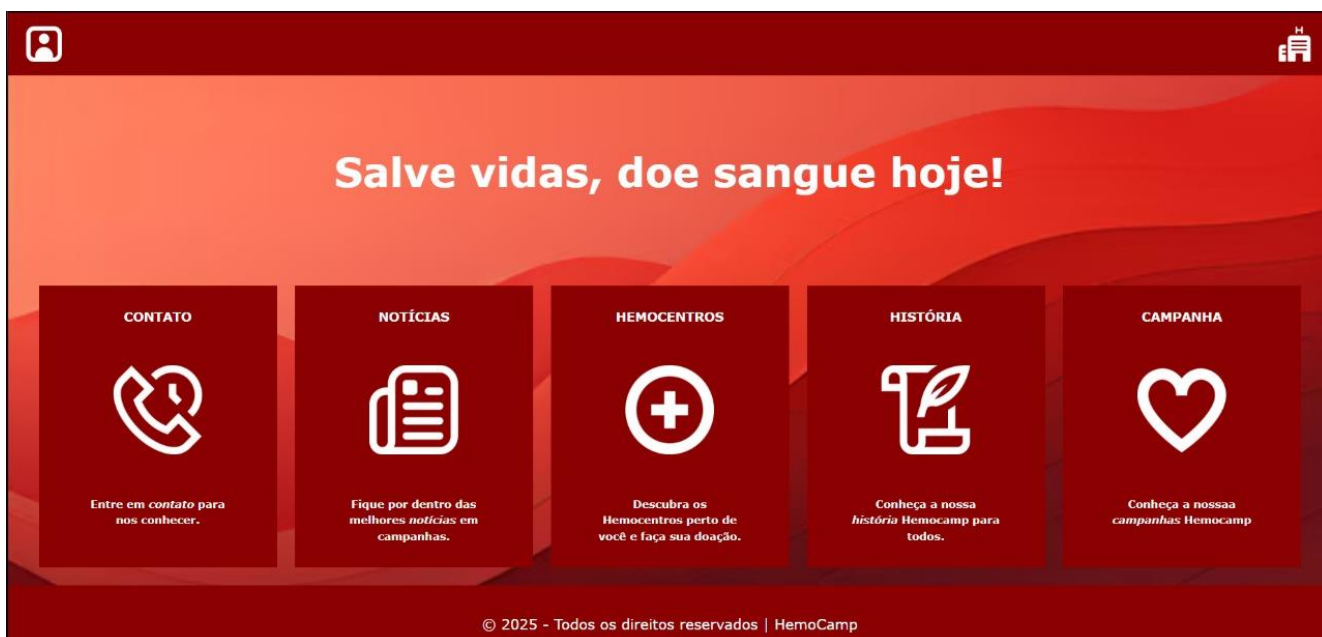 H
E
Salve vidas, doe sangue hoje!
CONTATO
Entre em contato para
nos conhecer.
NOTÍCIAS
Fique por dentro das
melhores notícias em
campanhas.
HEMOCENTROS
Descubra os
Hemocentros perto de
você e faça sua doação.
HISTÓRIA
Conheça a nossa
história Hemocamp para
todos.
CAMPANHA
Conheça a nossaa
campanhas Hemocamp
© 2025 - Todos os direitos reservados | HemoCamp